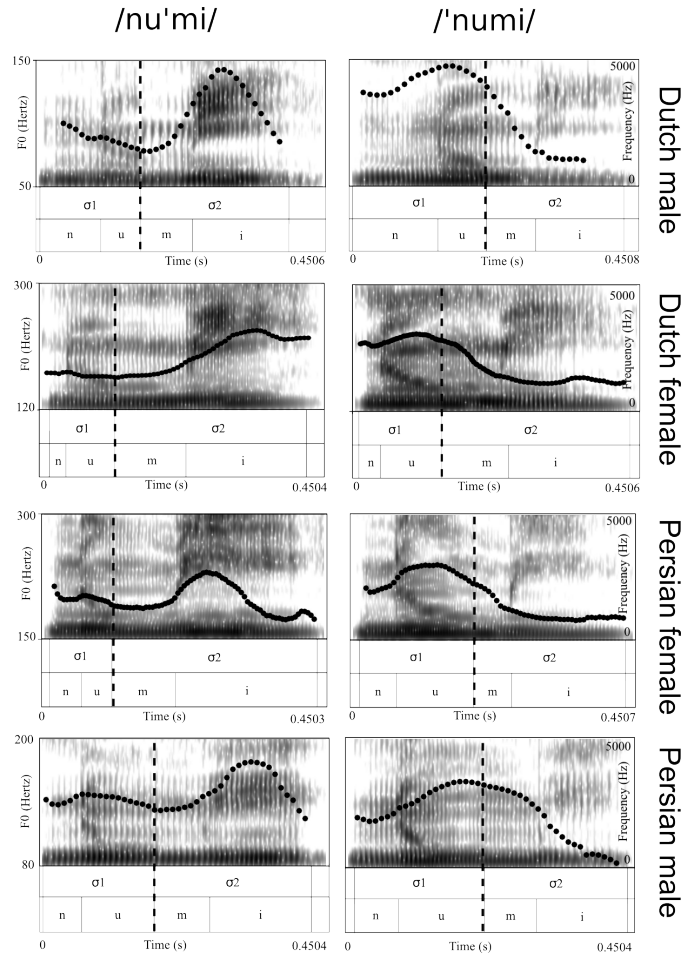 /nu'mi/ /'numi/
150
F0 (Hertz)
50
σ1 σ2
n u m i
0 Time (s) 0.4506
5000
Frequency (Hz)
0
σ1 σ2
n u m i
0 Time (s) 0.4508
Dutch male
300
F0 (Hertz)
120
σ1 σ2
n u m i
0 Time (s) 0.4504
5000
Frequency (Hz)
0
σ1 σ2
n u m i
0 Time (s) 0.4506
Dutch female
300
F0 (Hertz)
150
σ1 σ2
n u m i
0 Time (s) 0.4503
5000
Frequency (Hz)
0
σ1 σ2
n u m i
0 Time (s) 0.4507
Persian female
200
F0 (Hertz)
80
σ1 σ2
n u m i
0 Time (s) 0.4504
5000
Frequency (Hz)
0
σ1 σ2
n u m i
0 Time (s) 0.4504
Persian male